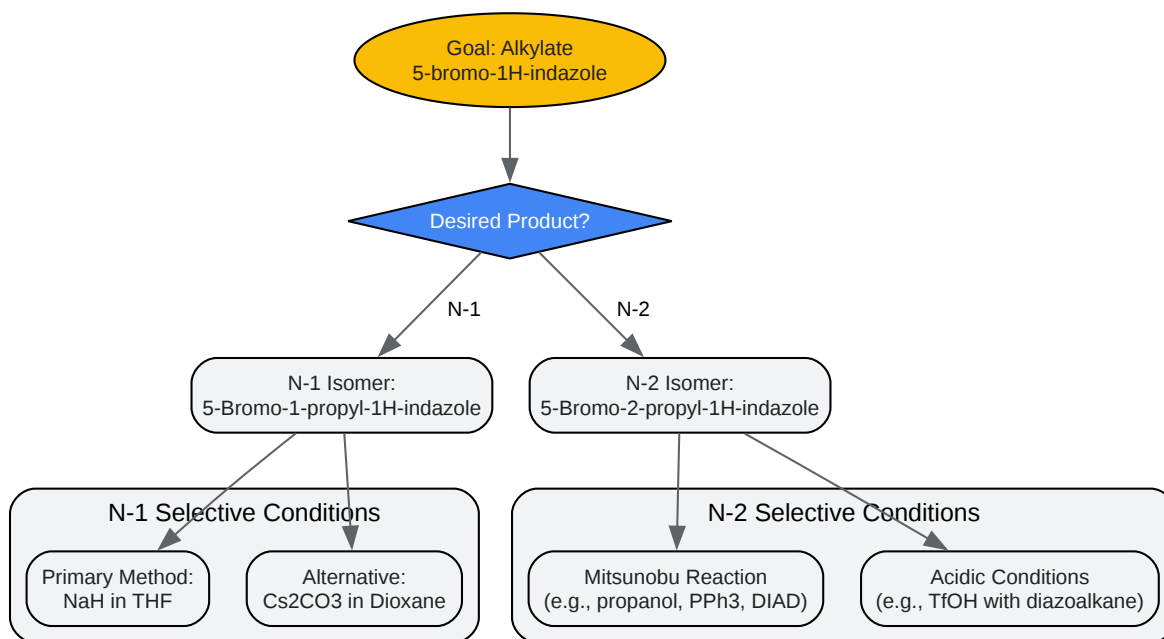 Goal: Alkylate
5-bromo-1H-indazole
Desired Product?
N-1
N-2
N-1 Isomer:
5-Bromo-1-propyl-1H-indazole
N-2 Isomer:
5-Bromo-2-propyl-1H-indazole
N-1 Selective Conditions
N-2 Selective Conditions
Primary Method:
NaH in THF
Alternative:
Cs2CO3 in Dioxane
Mitsunobu Reaction
(e.g., propanol, PPh3, DIAD)
Acidic Conditions
(e.g., TfOH with diazoalkane)